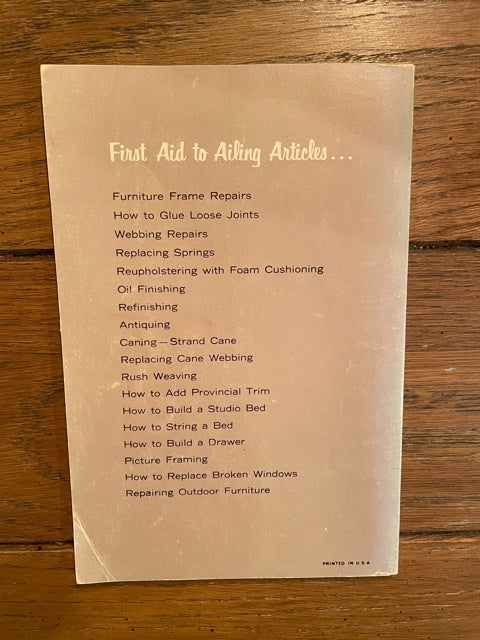 First Aid to Ailing Articles...
Furniture Frame Repairs
How to Glue Loose Joints
Webbing Repairs
Replacing Springs
Reupholstering with Foam Cushioning
Oil Finishing
Refinishing
Antiquing
Caning — Strand Cane
Replacing Cane Webbing
Rush Weaving
How to Add Provincial Trim
How to Build a Studio Bed
How to String a Bed
How to Build a Drawer
Picture Framing
How to Replace Broken Windows
Repairing Outdoor Furniture
PRINTED IN U S A